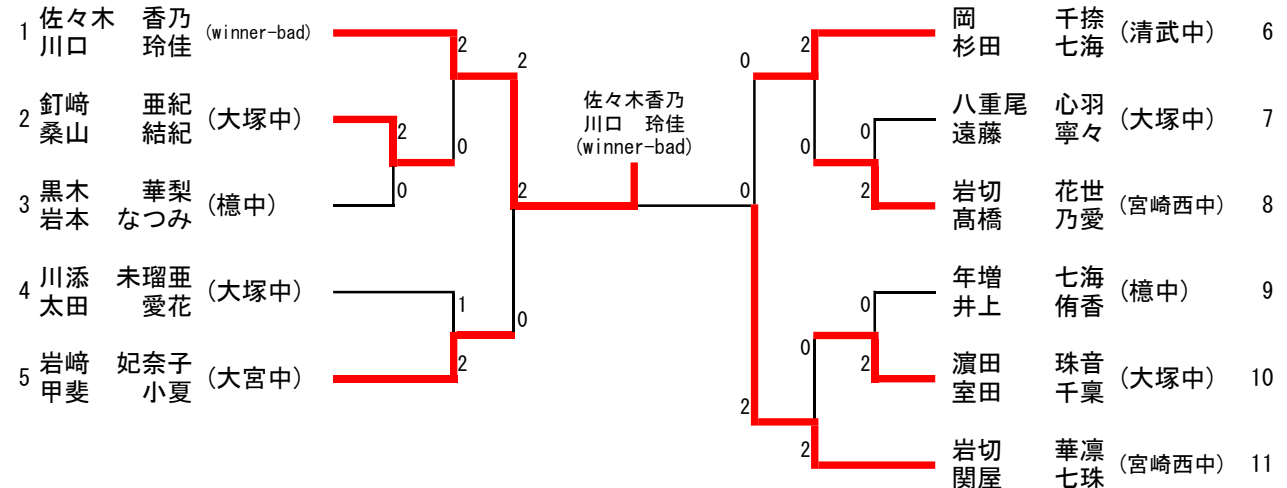 1 佐々木 香乃 (winner-bad)
川口 玲佳
2 釘﨑 亜紀 (大塚中)
桑山 結紀
3 黒木 華梨 (檍中)
岩本 なつみ
4 川添 未瑠亜 (大塚中)
太田 愛花
5 岩﨑 妃奈子 (大宮中)
甲斐 小夏
2
2
2
0
0
2
1
0
2
佐々木香乃
川口 玲佳
(winner-bad)
0
2
0
0
2
0
0
0
2
2
2
岡 千捺 (清武中) 6
杉田 七海
八重尾 心羽 (大塚中) 7
遠藤 寧々
岩切 花世 (宮崎西中) 8
髙橋 乃愛
年増 七海 (檍中) 9
井上 侑香
濵田 珠音 (大塚中) 10
室田 千稟
岩切 華凛 (宮崎西中) 11
関屋 七珠